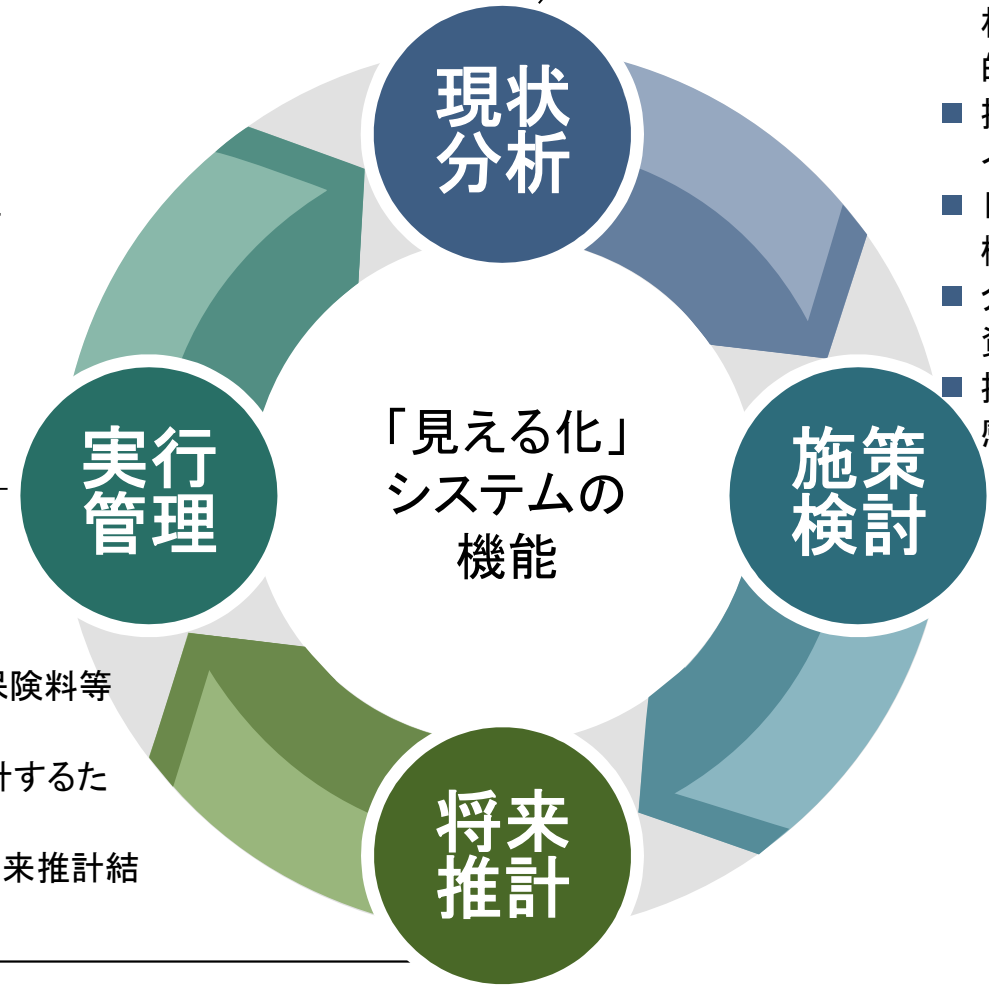 現状
分析
「見える化」
システムの
機能
実行
管理
施策
検討
険料等
するた
来推計結
将来
推計